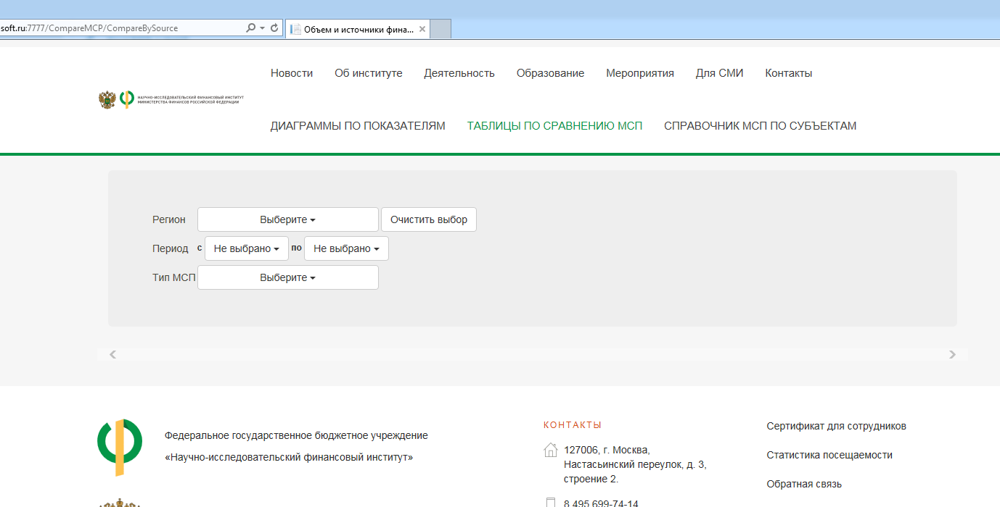 soft.ru:7777/CompareMCP/CompareBySource
Объем и источники фина...
Новости Об институте Деятельность Образование Мероприятия Для СМИ Контакты
НАУЧНО-ИССЛЕДОВАТЕЛЬСКИЙ ФИНАНСОВЫЙ ИНСТИТУТ
МИНИСТЕРСТВА ФИНАНСОВ РОССИЙСКОЙ ФЕДЕРАЦИИ
ДИАГРАММЫ ПО ПОКАЗАТЕЛЯМ ТАБЛИЦЫ ПО СРАВНЕНИЮ МСП СПРАВОЧНИК МСП ПО СУБЪЕКТАМ
Регион Выберите Очистить выбор
Период с Не выбрано по Не выбрано
Тип МСП Выберите
Федеральное государственное бюджетное учреждение
«Научно-исследовательский финансовый институт»
КОНТАКТЫ
127006, г. Москва,
Настасьинский переулок, д. 3,
строение 2.
8 495 699-74-14
Сертификат для сотрудников
Статистика посещаемости
Обратная связь